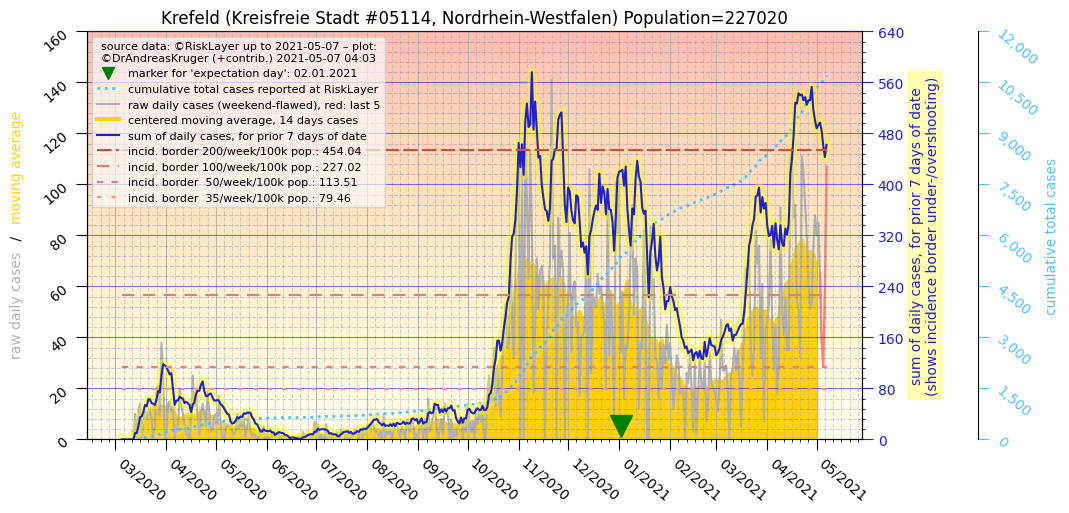 Krefeld (Kreisfreie Stadt #05114, Nordrhein-Westfalen) Population=227020
source data: ©RiskLayer up to 2021-05-07 – plot:
©DrAndreasKruger (+contrib.) 2021-05-07 04:03
marker for 'expectation day': 02.01.2021
cumulative total cases reported at RiskLayer
raw daily cases (weekend-flawed), red: last 5
centered moving average, 14 days cases
sum of daily cases, for prior 7 days of date
incid. border 200/week/100k pop.: 454.04
incid. border 100/week/100k pop.: 227.02
incid. border  50/week/100k pop.: 113.51
incid. border  35/week/100k pop.: 79.46
raw daily cases / moving average
160
140
120
100
80
60
40
20
0
03/2020
04/2020
05/2020
06/2020
07/2020
08/2020
09/2020
10/2020
11/2020
12/2020
01/2021
02/2021
03/2021
04/2021
05/2021
640
560
480
400
320
240
160
80
0
sum of daily cases, for prior 7 days of date
(shows incidence border under-/overshooting)
12,000
10,500
9,000
7,500
6,000
4,500
3,000
1,500
0
cumulative total cases